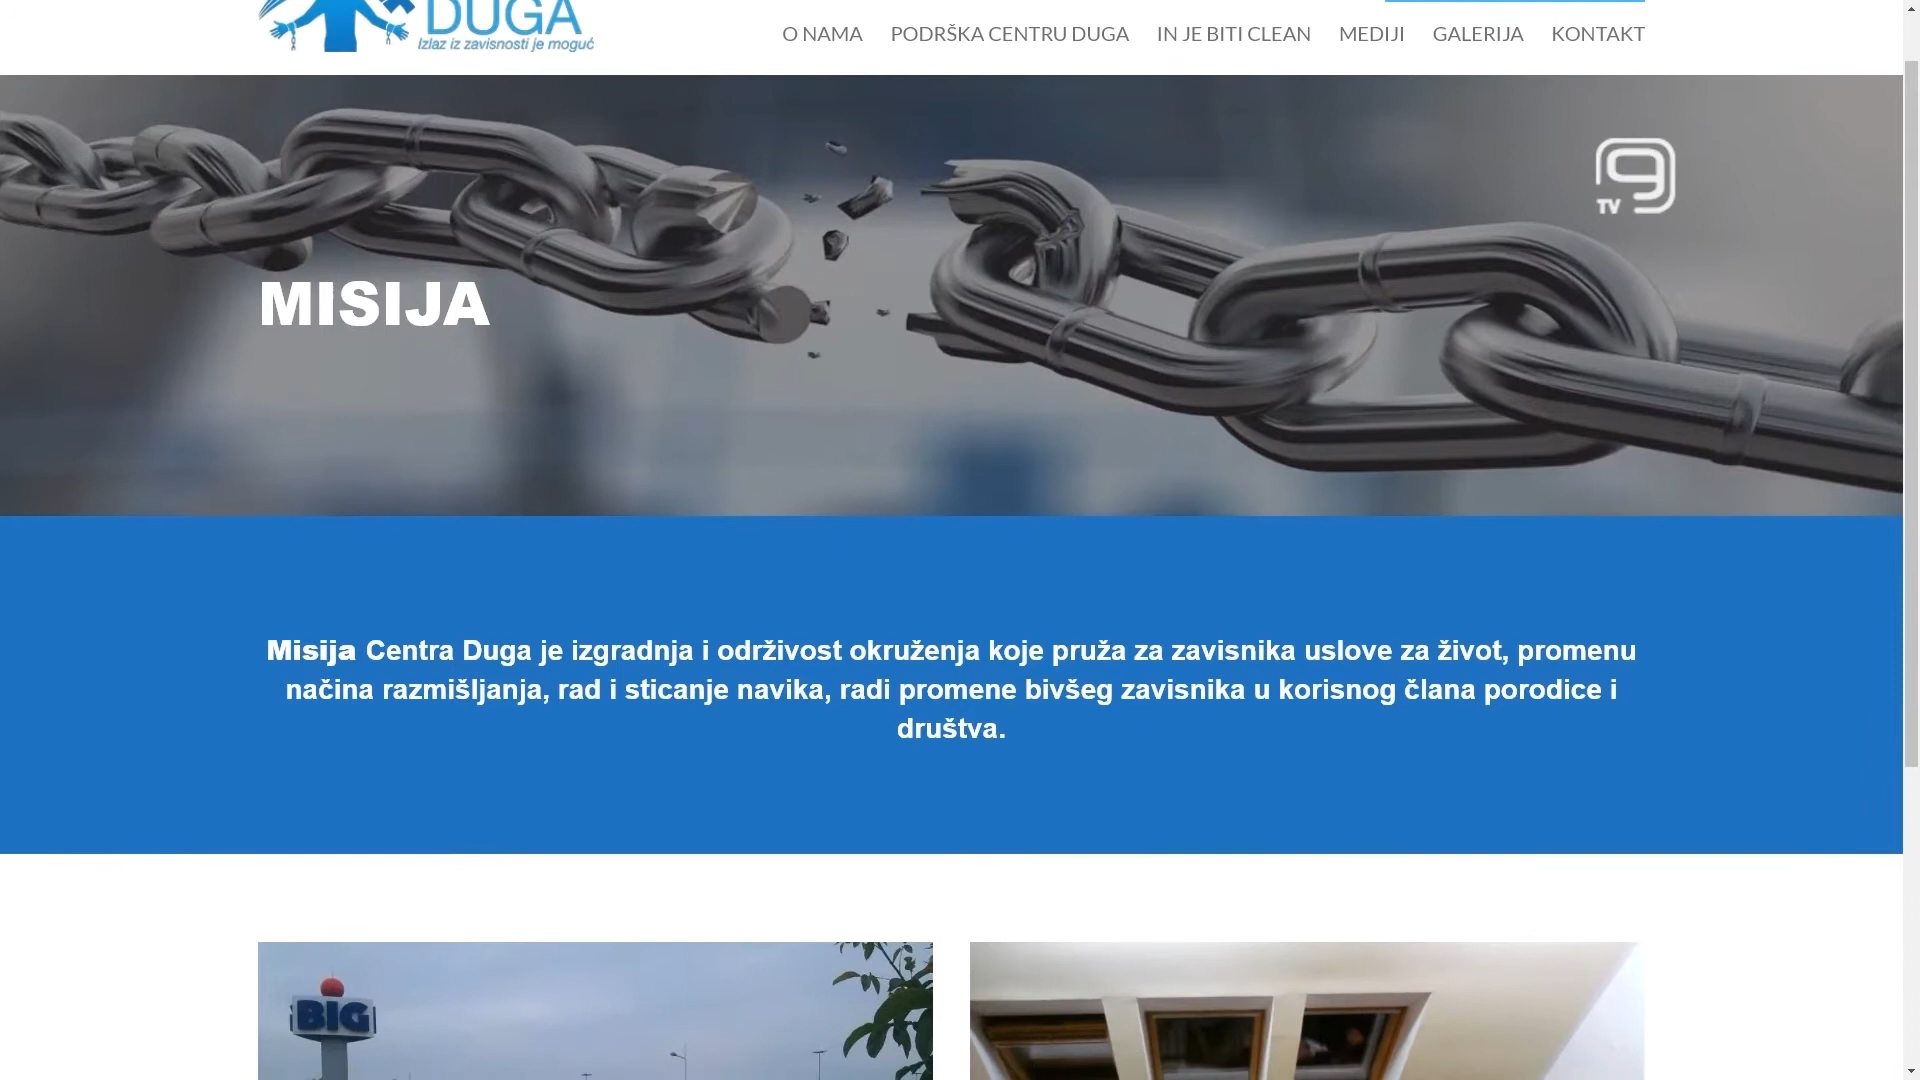 DUGA
Izlaz iz zavisnosti je moguć
O NAMA PODRŠKA CENTRU DUGA IN JE BITI CLEAN MEDIJI GALERIJA KONTAKT
9
TV
MISIJA
Misija Centra Duga je izgradnja i održivost okruženja koje pruža za zavisnika uslove za život, promenu
načina razmišljanja, rad i sticanje navika, radi promene bivšeg zavisnika u korisnog člana porodice i
društva.
BIG